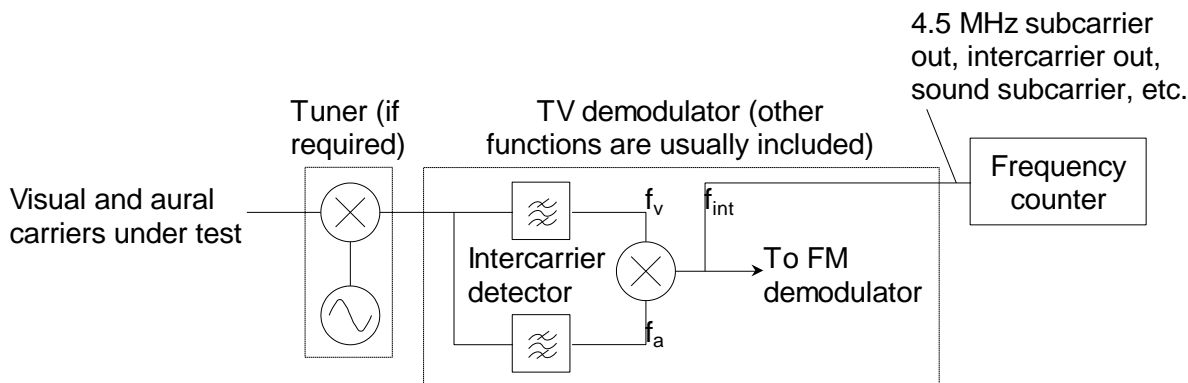 4.5 MHz subcarrier
out, intercarrier out,
sound subcarrier, etc.
Tuner (if
required)
TV demodulator (other
functions are usually included)
Frequency
counter
Visual and aural
carriers under test
fv
fint
Intercarrier
detector
To FM
demodulator
fa